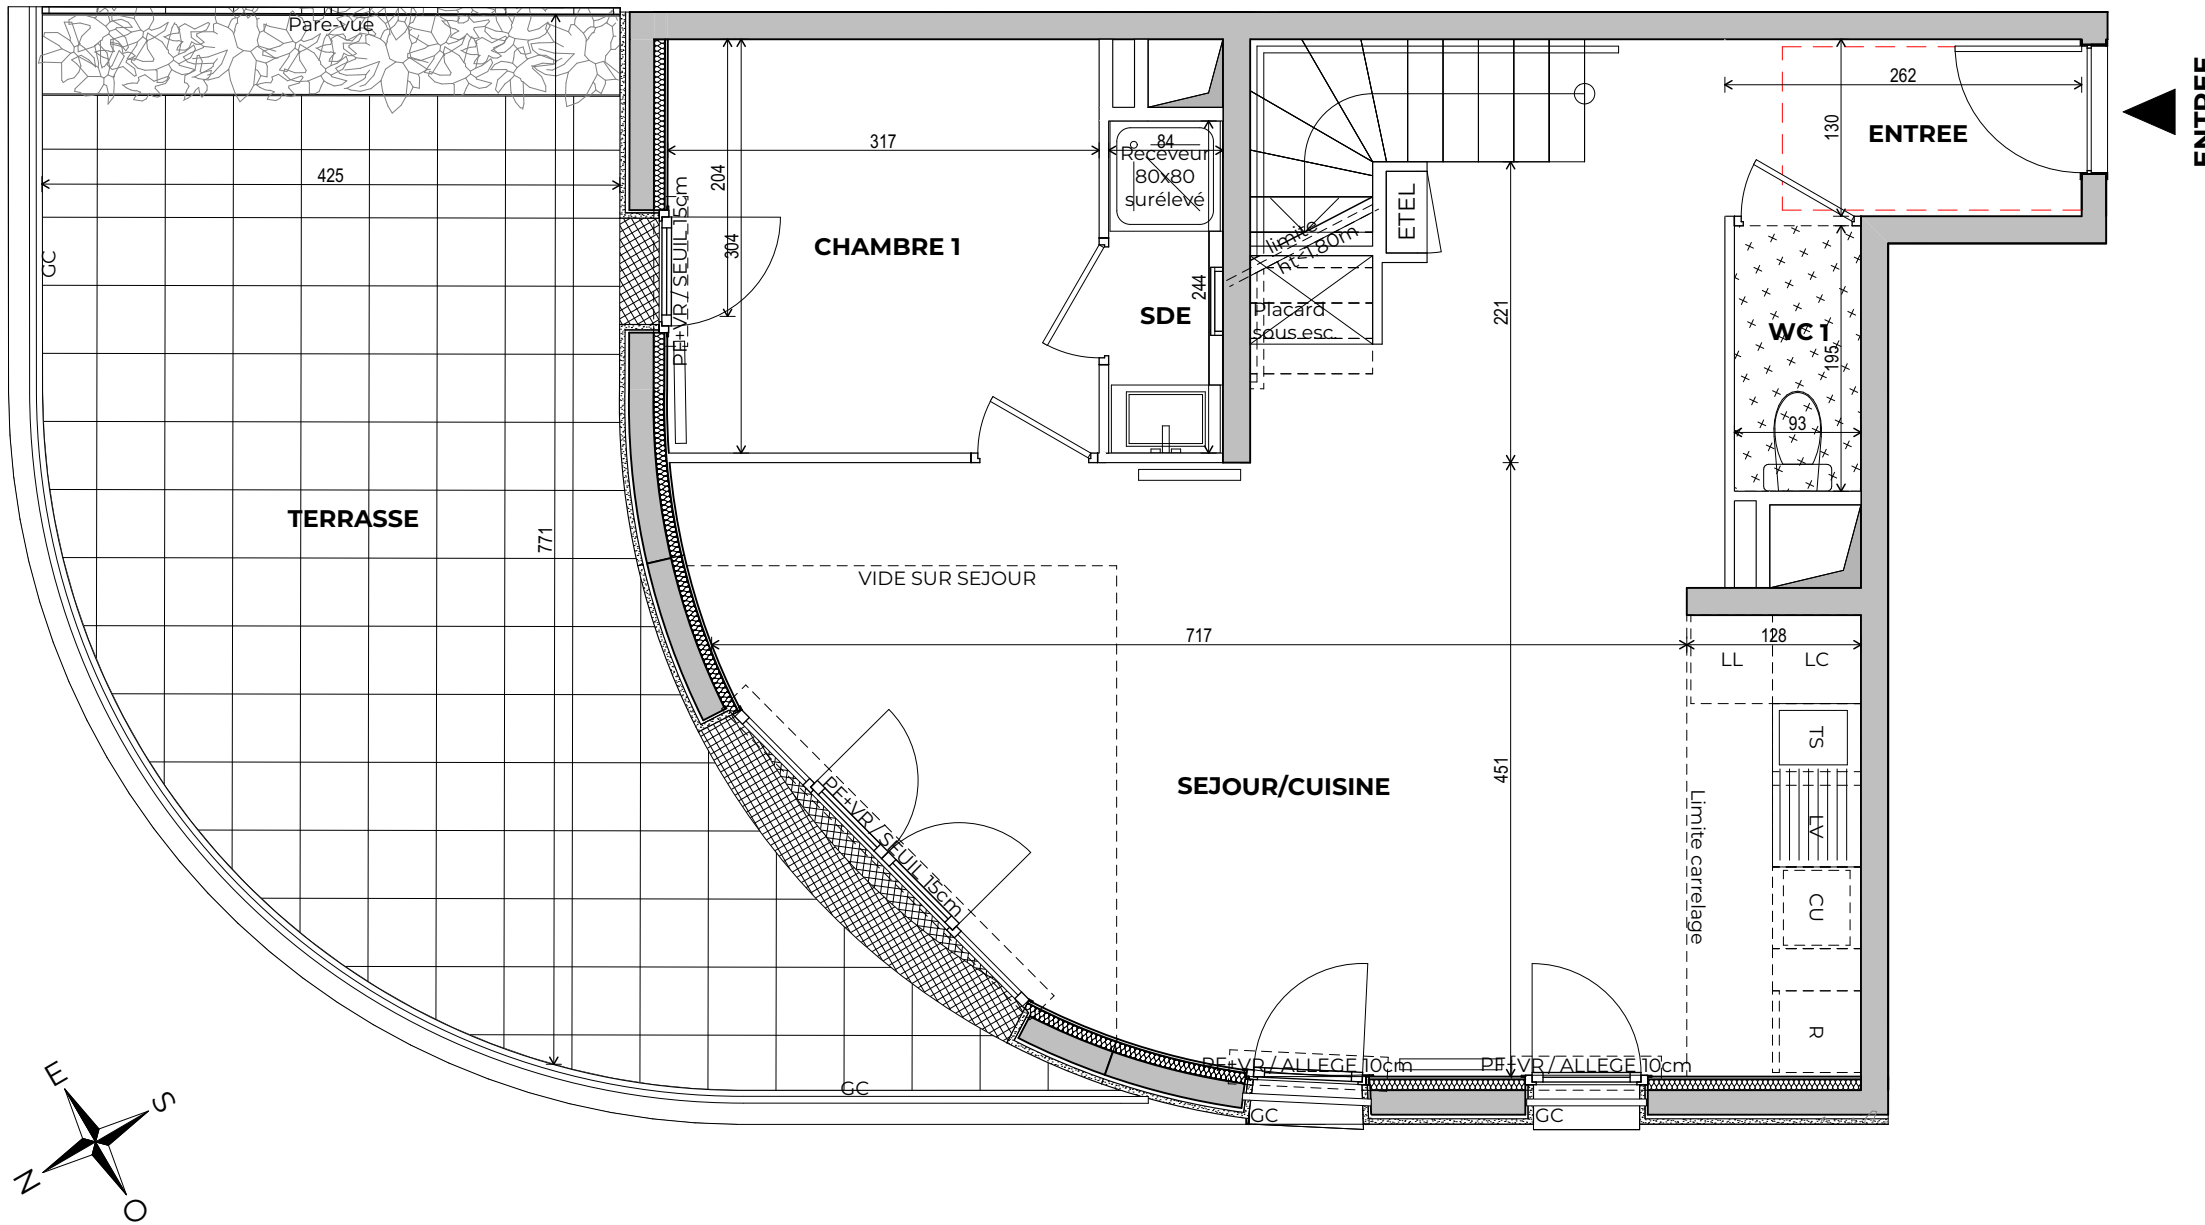 Pare-vue
262
ENTREE
ENTREE
130
425
317
84
Receveur
80x80
surélevé
204
304
PF+VR / SEUIL 15cm
CHAMBRE 1
GC
ETEL
limite
ht<1.80m
244
SDE
Placard
sous esc.
221
WC 1
195
93
TERRASSE
771
VIDE SUR SEJOUR
717
128
LL
LC
TS
SEJOUR/CUISINE
451
PF+VR / SEUIL 15cm
Limite carrelage
LV
CU
R
PF+VR / ALLEGE 10cm
PF+VR / ALLEGE 10cm
GC
GC
GC
E
S
N
O